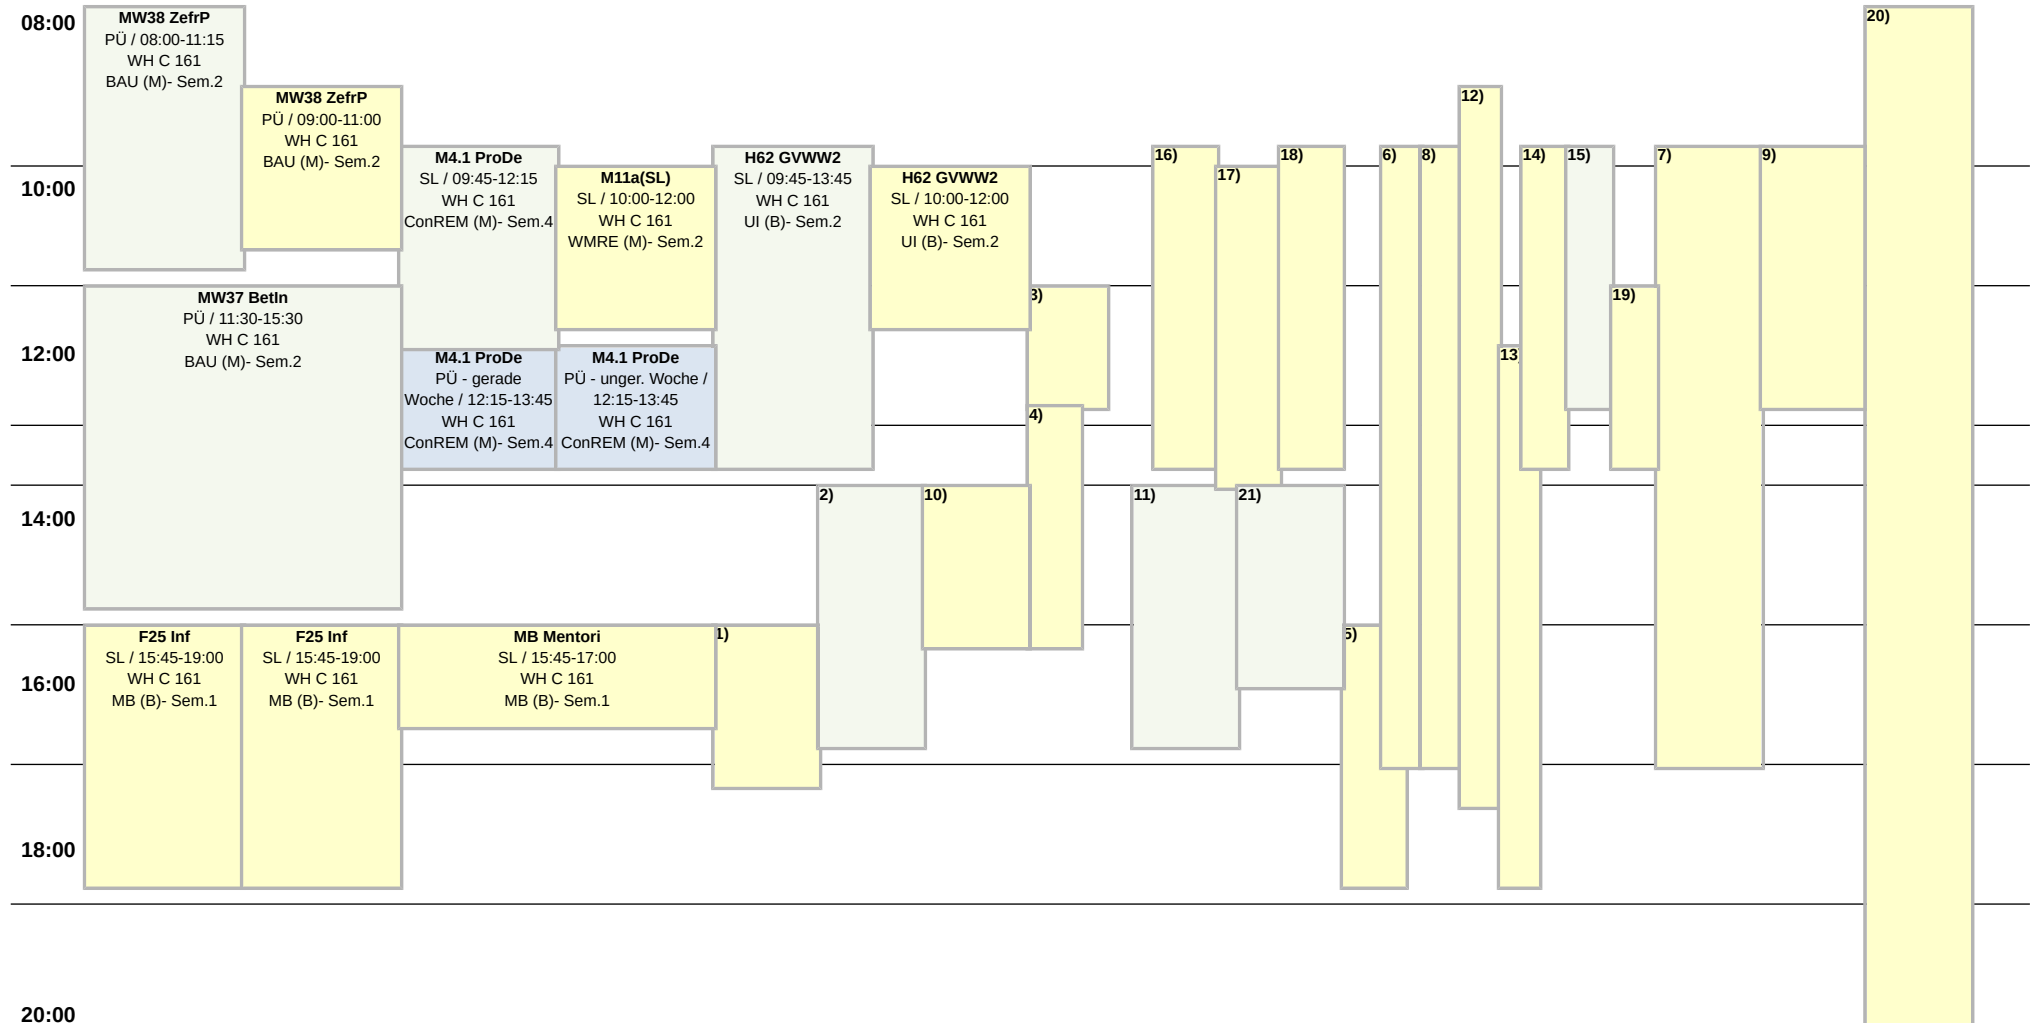 08:00
10:00
12:00
14:00
16:00
18:00
20:00
MW38 ZefrP
PÜ / 08:00-11:15
WH C 161
BAU (M)- Sem.2
MW38 ZefrP
PÜ / 09:00-11:00
WH C 161
BAU (M)- Sem.2
M4.1 ProDe
SL / 09:45-12:15
WH C 161
ConREM (M)- Sem.4
M11a(SL)
SL / 10:00-12:00
WH C 161
WMRE (M)- Sem.2
H62 GVWW2
SL / 09:45-13:45
WH C 161
UI (B)- Sem.2
H62 GVWW2
SL / 10:00-12:00
WH C 161
UI (B)- Sem.2
MW37 BetIn
PÜ / 11:30-15:30
WH C 161
BAU (M)- Sem.2
M4.1 ProDe
PÜ - gerade
Woche / 12:15-13:45
WH C 161
ConREM (M)- Sem.4
M4.1 ProDe
PÜ - unger. Woche /
12:15-13:45
WH C 161
ConREM (M)- Sem.4
F25 Inf
SL / 15:45-19:00
WH C 161
MB (B)- Sem.1
F25 Inf
SL / 15:45-19:00
WH C 161
MB (B)- Sem.1
MB Mentori
SL / 15:45-17:00
WH C 161
MB (B)- Sem.1
1)
2)
10)
3)
4)
16)
17)
18)
11)
21)
5)
6)
8)
12)
13)
14)
15)
19)
7)
9)
20)